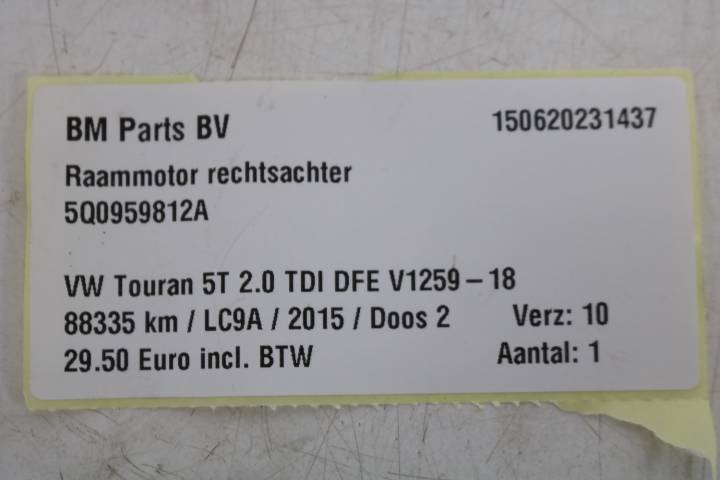 BM Parts BV 150620231437
Raammotor rechtsachter
5Q0959812A
VW Touran 5T 2.0 TDI DFE V1259-18
88335 km / LC9A / 2015 / Doos 2 Verz: 10
29.50 Euro incl. BTW Aantal: 1